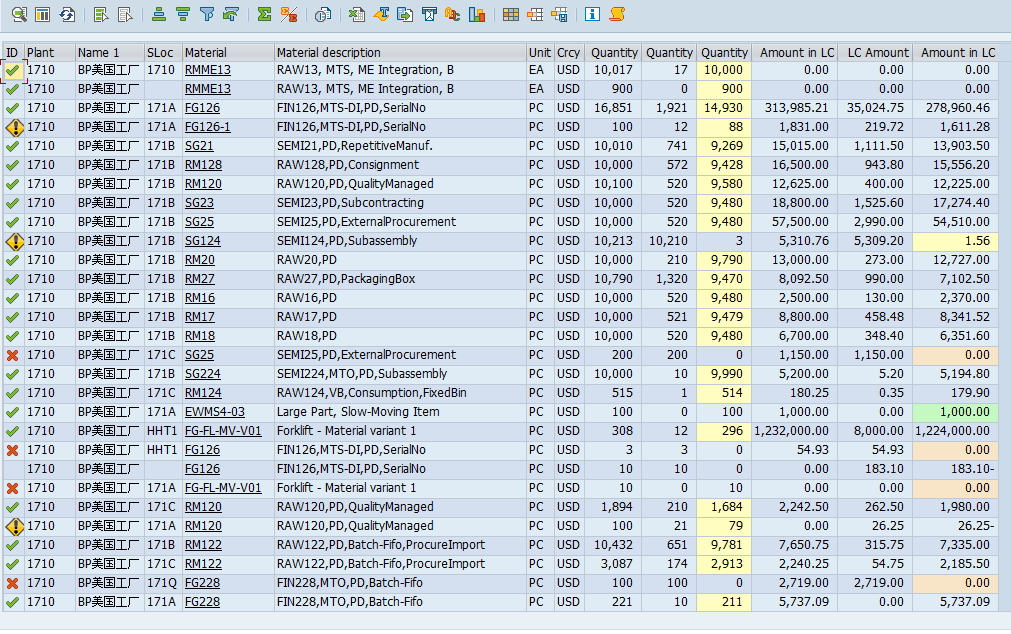 ID Plant Name 1 SLoc Material Material description Unit Crcy Quantity Quantity Quantity Amount in LC LC Amount Amount in LC
1710 BP美国工厂 1710 RMME13 RAW13, MTS, ME Integration, B EA USD 10,017 17 10,000 0.00 0.00 0.00
1710 BP美国工厂 RMME13 RAW13, MTS, ME Integration, B EA USD 900 0 900 0.00 0.00 0.00
1710 BP美国工厂 171A FG126 FIN126,MTS-DI,PD,SerialNo PC USD 16,851 1,921 14,930 313,985.21 35,024.75 278,960.46
1710 BP美国工厂 171A FG126-1 FIN126,MTS-DI,PD,SerialNo PC USD 100 12 88 1,831.00 219.72 1,611.28
1710 BP美国工厂 171B SG21 SEMI21,PD,RepetitiveManuf. PC USD 10,010 741 9,269 15,015.00 1,111.50 13,903.50
1710 BP美国工厂 171B RM128 RAW128,PD,Consignment PC USD 10,000 572 9,428 16,500.00 943.80 15,556.20
1710 BP美国工厂 171B RM120 RAW120,PD,QualityManaged PC USD 10,100 520 9,580 12,625.00 400.00 12,225.00
1710 BP美国工厂 171B SG23 SEMI23,PD,Subcontracting PC USD 10,000 520 9,480 18,800.00 1,525.60 17,274.40
1710 BP美国工厂 171B SG25 SEMI25,PD,ExternalProcurement PC USD 10,000 520 9,480 57,500.00 2,990.00 54,510.00
1710 BP美国工厂 171B SG124 SEMI124,PD,Subassembly PC USD 10,213 10,210 3 5,310.76 5,309.20 1.56
1710 BP美国工厂 171B RM20 RAW20,PD PC USD 10,000 210 9,790 13,000.00 273.00 12,727.00
1710 BP美国工厂 171B RM27 RAW27,PD,PackagingBox PC USD 10,790 1,320 9,470 8,092.50 990.00 7,102.50
1710 BP美国工厂 171B RM16 RAW16,PD PC USD 10,000 520 9,480 2,500.00 130.00 2,370.00
1710 BP美国工厂 171B RM17 RAW17,PD PC USD 10,000 521 9,479 8,800.00 458.48 8,341.52
1710 BP美国工厂 171B RM18 RAW18,PD PC USD 10,000 520 9,480 6,700.00 348.40 6,351.60
1710 BP美国工厂 171C SG25 SEMI25,PD,ExternalProcurement PC USD 200 200 0 1,150.00 1,150.00 0.00
1710 BP美国工厂 171B SG224 SEMI224,MTO,PD,Subassembly PC USD 10,000 10 9,990 5,200.00 5.20 5,194.80
1710 BP美国工厂 171C RM124 RAW124,VB,Consumption,FixedBin PC USD 515 1 514 180.25 0.35 179.90
1710 BP美国工厂 171A EWMS4-03 Large Part, Slow-Moving Item PC USD 100 0 100 1,000.00 0.00 1,000.00
1710 BP美国工厂 HHT1 FG-FL-MV-V01 Forklift - Material variant 1 PC USD 308 12 296 1,232,000.00 8,000.00 1,224,000.00
1710 BP美国工厂 HHT1 FG126 FIN126,MTS-DI,PD,SerialNo PC USD 3 3 0 54.93 54.93 0.00
1710 BP美国工厂 FG126 FIN126,MTS-DI,PD,SerialNo PC USD 10 10 0 0.00 183.10 183.10-
1710 BP美国工厂 171A FG-FL-MV-V01 Forklift - Material variant 1 PC USD 10 0 10 0.00 0.00 0.00
1710 BP美国工厂 171C RM120 RAW120,PD,QualityManaged PC USD 1,894 210 1,684 2,242.50 262.50 1,980.00
1710 BP美国工厂 171A RM120 RAW120,PD,QualityManaged PC USD 100 21 79 0.00 26.25 26.25-
1710 BP美国工厂 171B RM122 RAW122,PD,Batch-Fifo,ProcureImport PC USD 10,432 651 9,781 7,650.75 315.75 7,335.00
1710 BP美国工厂 171C RM122 RAW122,PD,Batch-Fifo,ProcureImport PC USD 3,087 174 2,913 2,240.25 54.75 2,185.50
1710 BP美国工厂 171Q FG228 FIN228,MTO,PD,Batch-Fifo PC USD 100 100 0 2,719.00 2,719.00 0.00
1710 BP美国工厂 171A FG228 FIN228,MTO,PD,Batch-Fifo PC USD 221 10 211 5,737.09 0.00 5,737.09